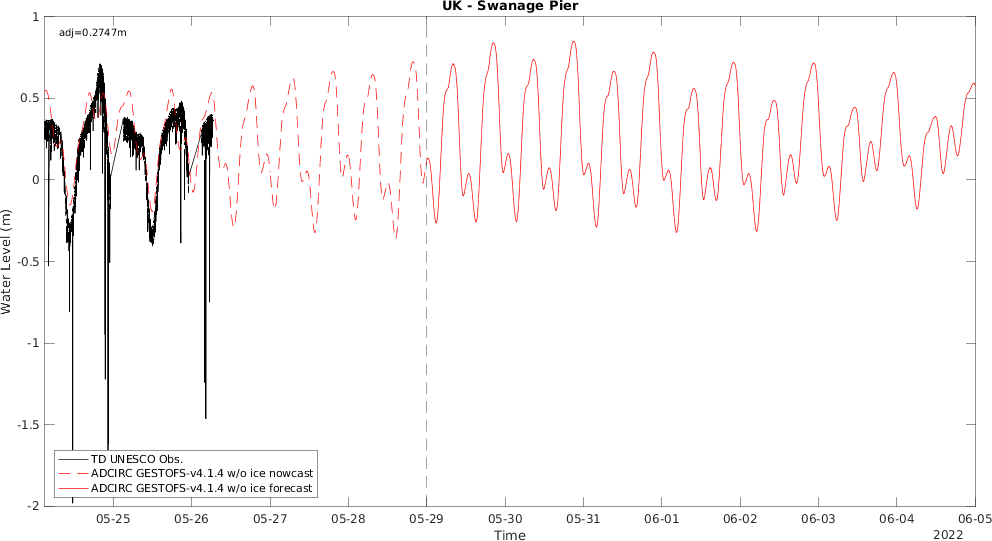 UK - Swanage Pier
adj=0.2747m
1
0.5
0
-0.5
-1
-1.5
-2
Water Level (m)
TD UNESCO Obs.
ADCIRC GESTOFS-v4.1.4 w/o ice nowcast
ADCIRC GESTOFS-v4.1.4 w/o ice forecast
05-25 05-26 05-27 05-28 05-29 05-30 05-31 06-01 06-02 06-03 06-04 06-05
Time
2022